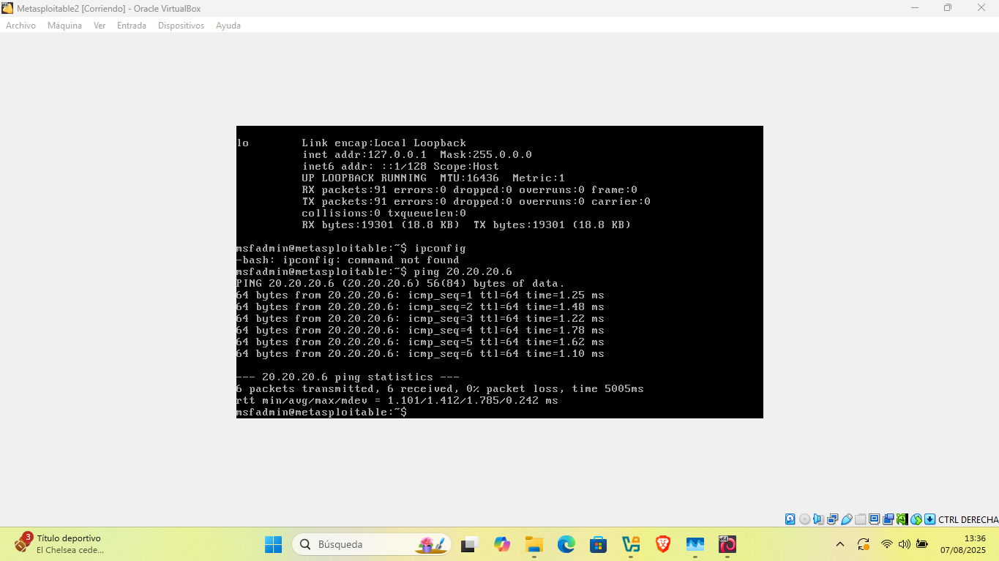 Metasploitable2 [Corriendo] - Oracle VirtualBox
Archivo Máquina Ver Entrada Dispositivos Ayuda
lo Link encap:Local Loopback
inet addr:127.0.0.1 Mask:255.0.0.0
inet6 addr: ::1/128 Scope:Host
UP LOOPBACK RUNNING MTU:16436 Metric:1
RX packets:91 errors:0 dropped:0 overruns:0 frame:0
TX packets:91 errors:0 dropped:0 overruns:0 carrier:0
collisions:0 txqueuelen:0
RX bytes:19301 (18.8 KB) TX bytes:19301 (18.8 KB)
msfadmin@metasploitable:~$ ipconfig
-bash: ipconfig: command not found
msfadmin@metasploitable:~$ ping 20.20.20.6
PING 20.20.20.6 (20.20.20.6) 56(84) bytes of data.
64 bytes from 20.20.20.6: icmp_seq=1 ttl=64 time=1.25 ms
64 bytes from 20.20.20.6: icmp_seq=2 ttl=64 time=1.48 ms
64 bytes from 20.20.20.6: icmp_seq=3 ttl=64 time=1.22 ms
64 bytes from 20.20.20.6: icmp_seq=4 ttl=64 time=1.78 ms
64 bytes from 20.20.20.6: icmp_seq=5 ttl=64 time=1.62 ms
64 bytes from 20.20.20.6: icmp_seq=6 ttl=64 time=1.10 ms
--- 20.20.20.6 ping statistics ---
6 packets transmitted, 6 received, 0% packet loss, time 5005ms
rtt min/avg/max/mdev = 1.101/1.412/1.785/0.242 ms
msfadmin@metasploitable:~$
CTRL DERECHA
3
Título deportivo
El Chelsea cede...
Búsqueda
x64
13:36
07/08/2025